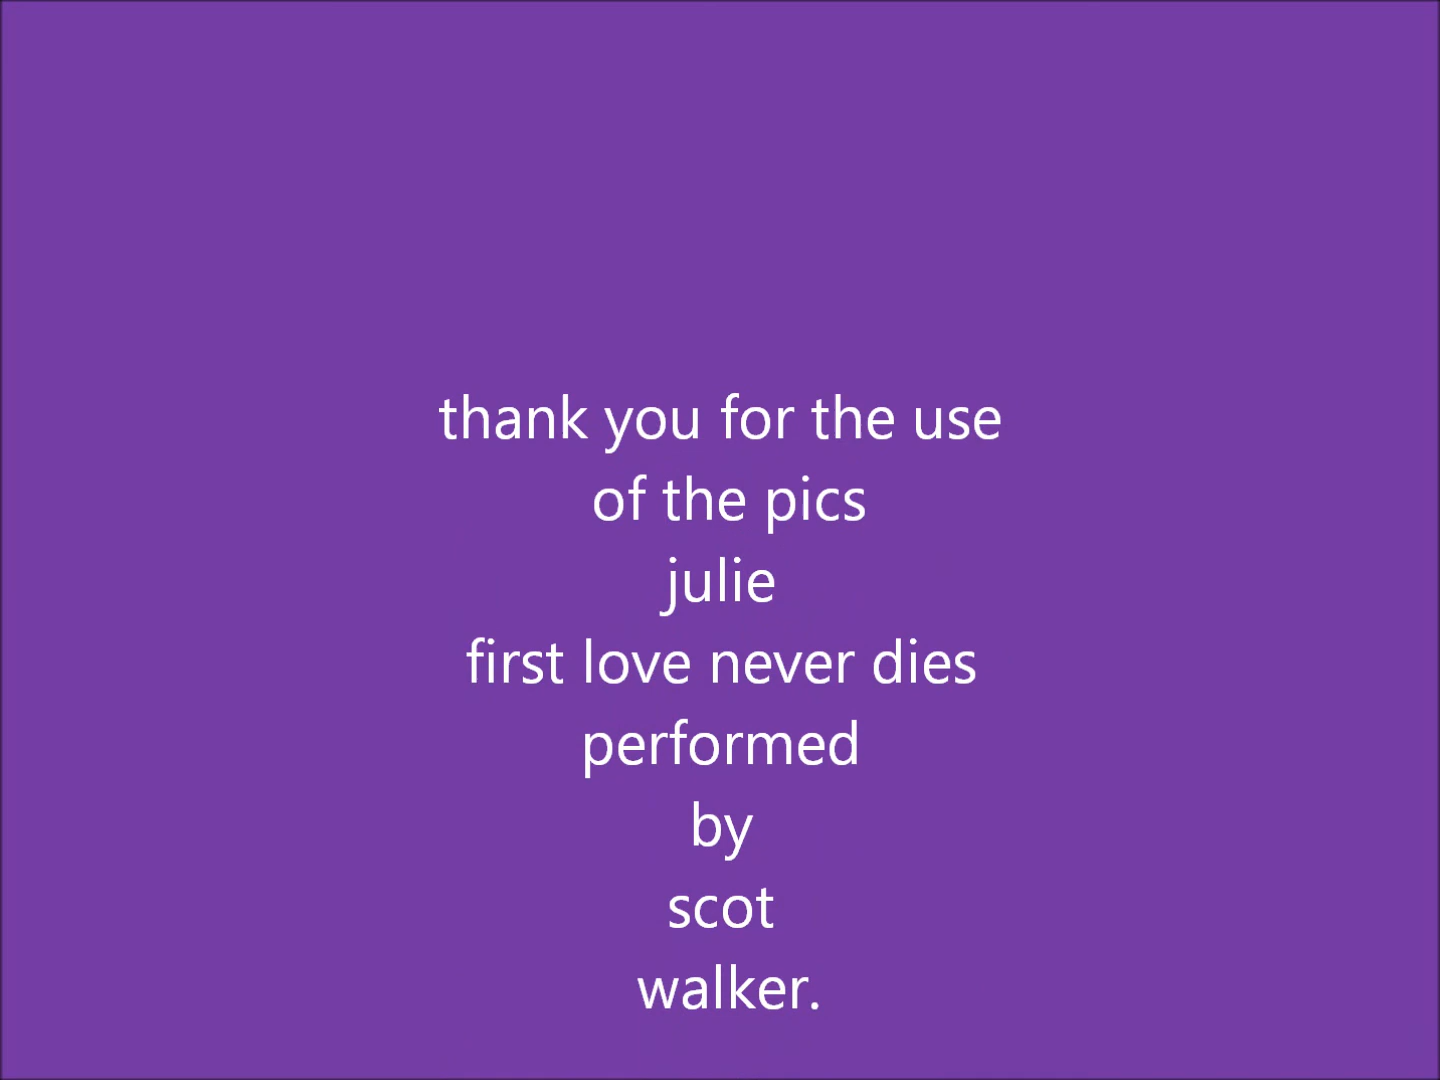 thank you for the use
of the pics
julie
first love never dies
performed
by
scot
walker.